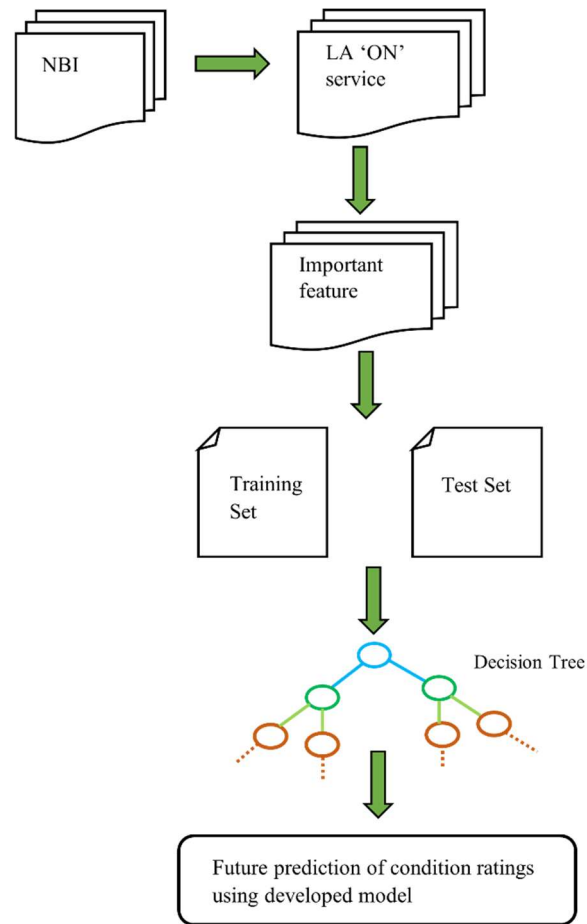 NBI
LA ‘ON’
service
Important
feature
Training
Set
Test Set
Decision Tree
Future prediction of condition ratings
using developed model